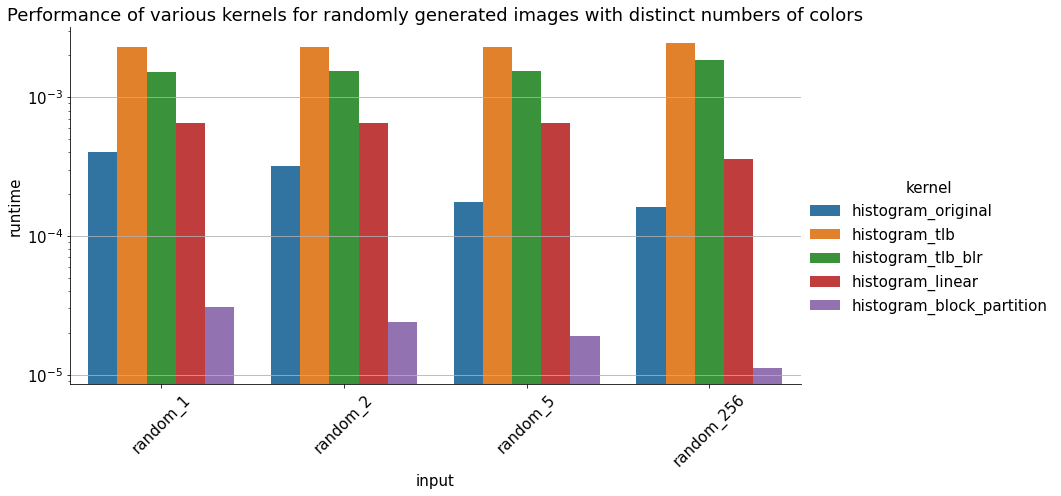 Performance of various kernels for randomly generated images with distinct numbers of colors
runtime
10⁻³
10⁻⁴
10⁻⁵
random_1
random_2
random_5
random_256
input
kernel
histogram_original
histogram_tlb
histogram_tlb_blr
histogram_linear
histogram_block_partition